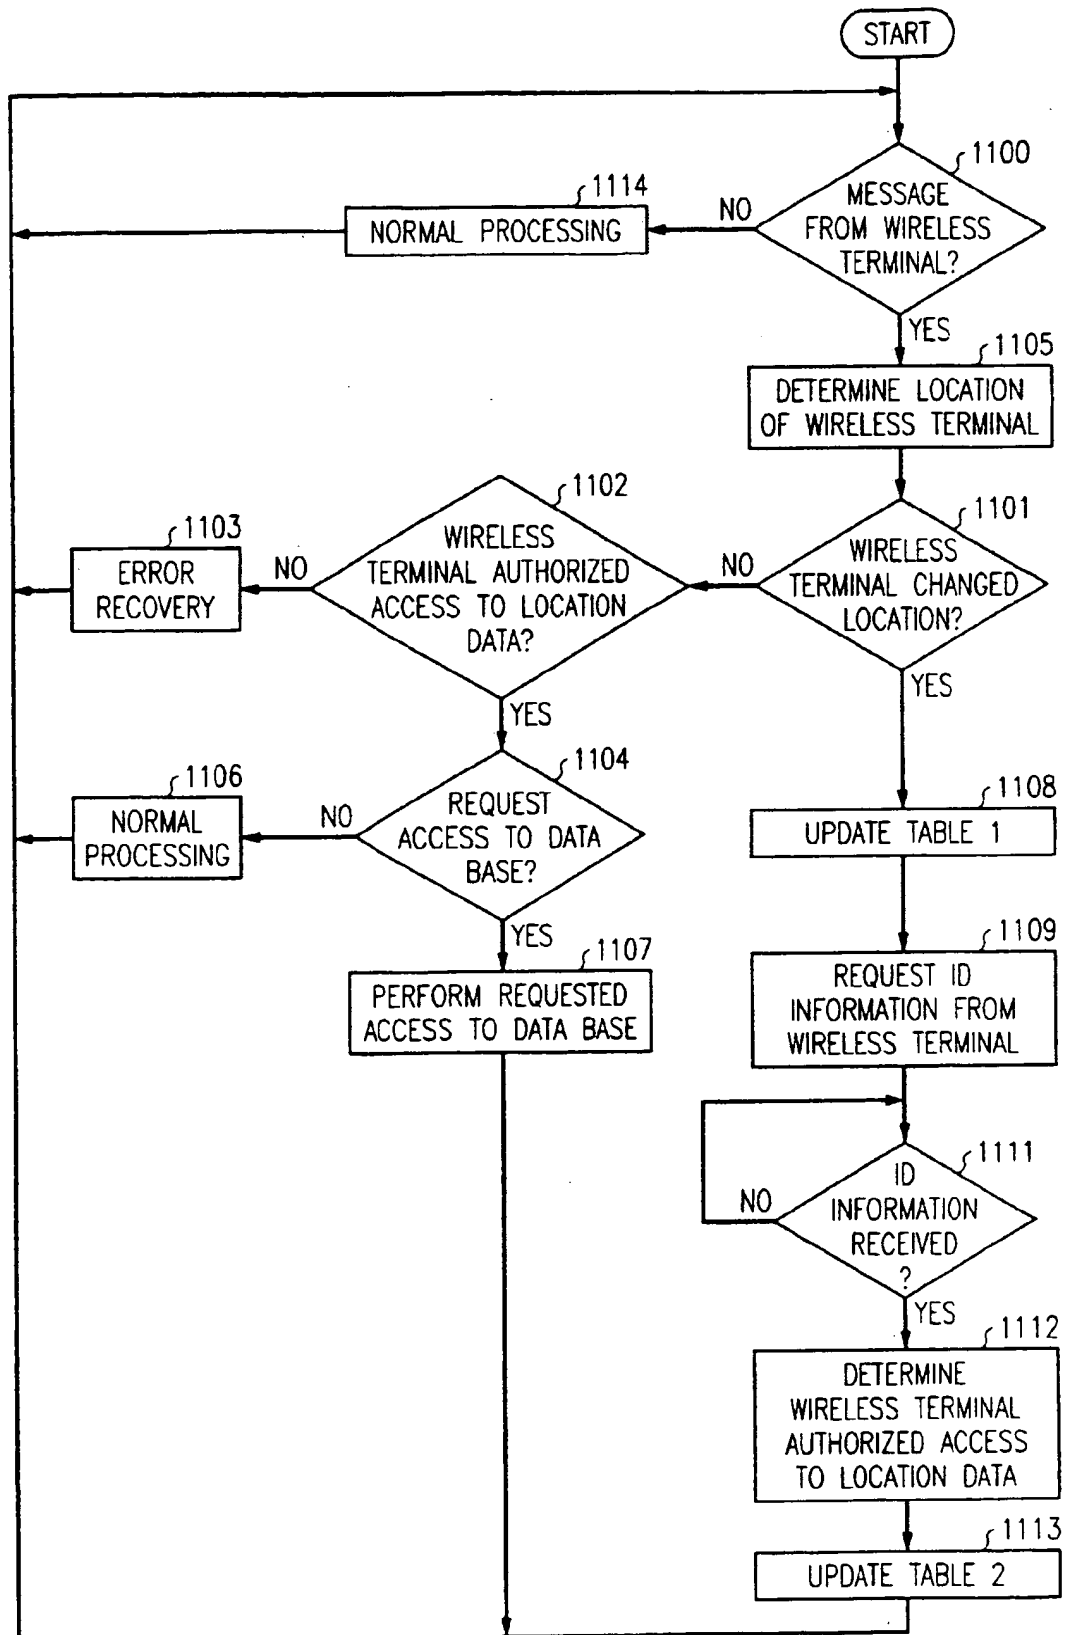 START
1100
MESSAGE
FROM WIRELESS
TERMINAL?
NO
1114
NORMAL PROCESSING
YES
1105
DETERMINE LOCATION
OF WIRELESS TERMINAL
1101
WIRELESS
TERMINAL CHANGED
LOCATION?
NO
1102
WIRELESS
TERMINAL AUTHORIZED
ACCESS TO LOCATION
DATA?
NO
1103
ERROR
RECOVERY
YES
1104
REQUEST
ACCESS TO DATA
BASE?
NO
1106
NORMAL
PROCESSING
YES
1107
PERFORM REQUESTED
ACCESS TO DATA BASE
YES
1108
UPDATE TABLE 1
1109
REQUEST ID
INFORMATION FROM
WIRELESS TERMINAL
1111
ID
INFORMATION
RECEIVED
?
NO
YES
1112
DETERMINE
WIRELESS TERMINAL
AUTHORIZED ACCESS
TO LOCATION DATA
1113
UPDATE TABLE 2